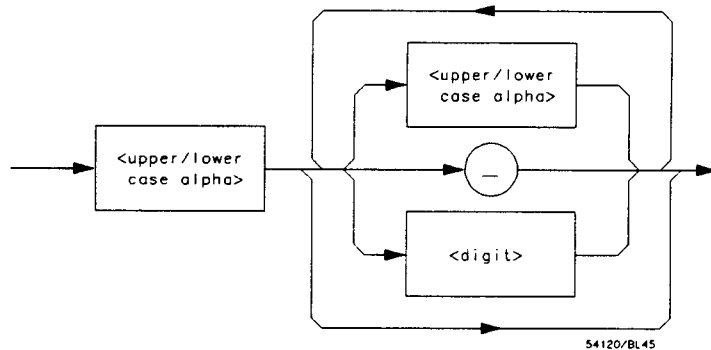 <upper/lower
case alpha>
<upper/lower
case alpha>
_
<digit>
54120/BL45